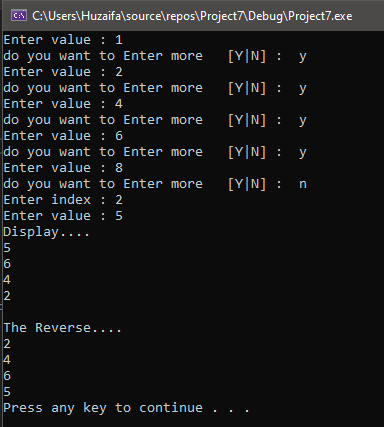 C:\Users\Huzaifa\source\repos\Project7\Debug\Project7.exe
Enter value : 1
do you want to Enter more   [Y|N] :  y
Enter value : 2
do you want to Enter more   [Y|N] :  y
Enter value : 4
do you want to Enter more   [Y|N] :  y
Enter value : 6
do you want to Enter more   [Y|N] :  y
Enter value : 8
do you want to Enter more   [Y|N] :  n
Enter index : 2
Enter value : 5
Display....
5
6
4
2
The Reverse....
2
4
6
5
Press any key to continue . . .